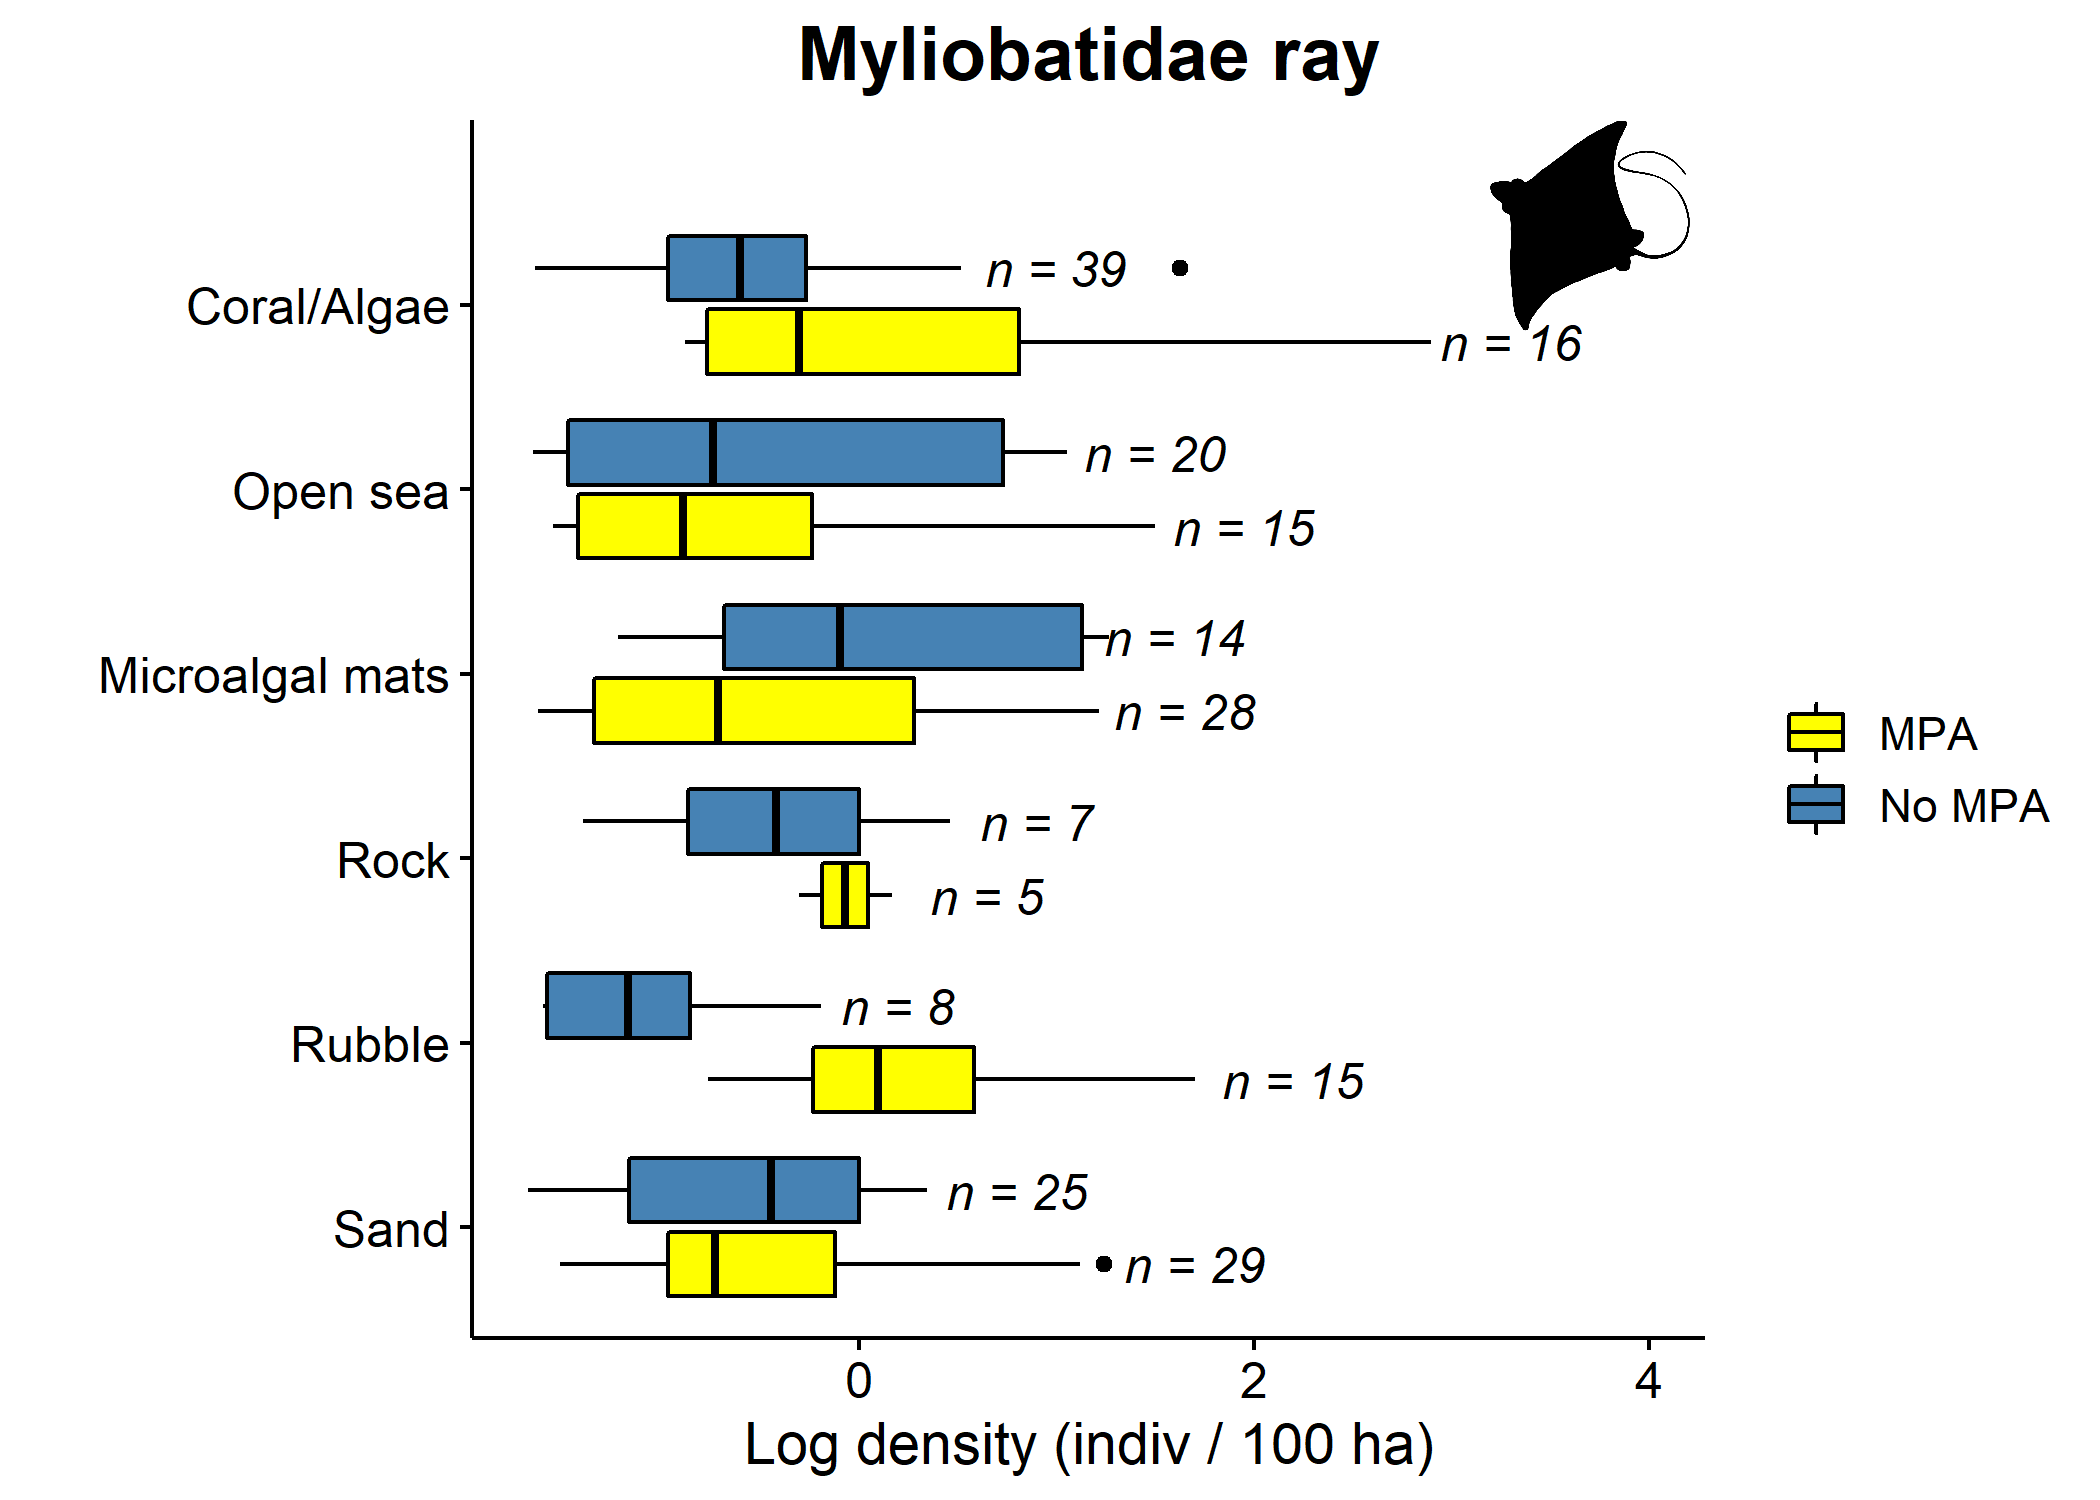 Myliobatidae ray
Coral/Algae
n = 39
n = 16
Open sea
n = 20
n = 15
Microalgal mats
n = 14
n = 28
Rock
n = 7
n = 5
Rubble
n = 8
n = 15
Sand
n = 25
n = 29
MPA
No MPA
0 2 4
Log density (indiv / 100 ha)